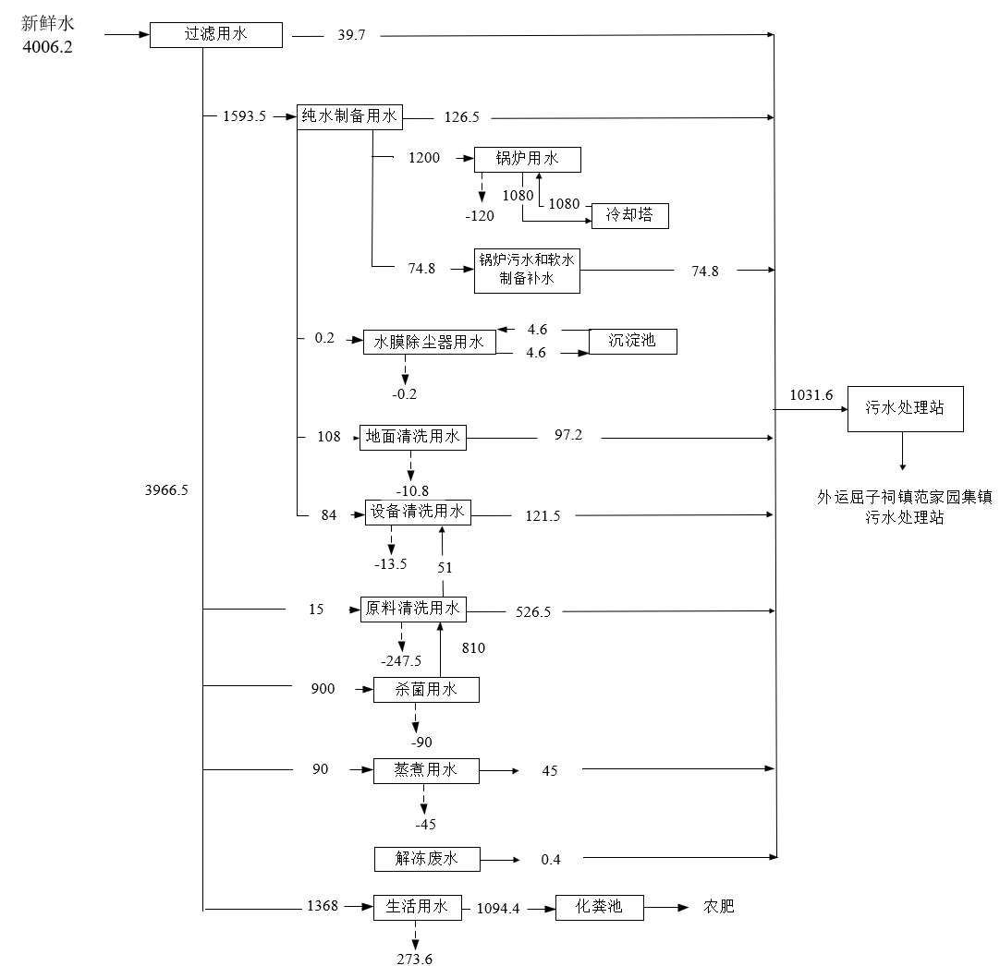 新鲜水
4006.2
过滤用水
39.7
1593.5
纯水制备用水
126.5
1200
锅炉用水
1080
1080
-120
冷却塔
74.8
锅炉污水和软水
制备补水
74.8
0.2
水膜除尘器用水
4.6
4.6
沉淀池
-0.2
1031.6
污水处理站
108
地面清洗用水
97.2
-10.8
3966.5
外运屈子祠镇范家园集镇
污水处理站
84
设备清洗用水
121.5
-13.5
51
15
原料清洗用水
526.5
-247.5
810
900
杀菌用水
-90
90
蒸煮用水
45
-45
解冻废水
0.4
1368
生活用水
1094.4
化粪池
农肥
273.6